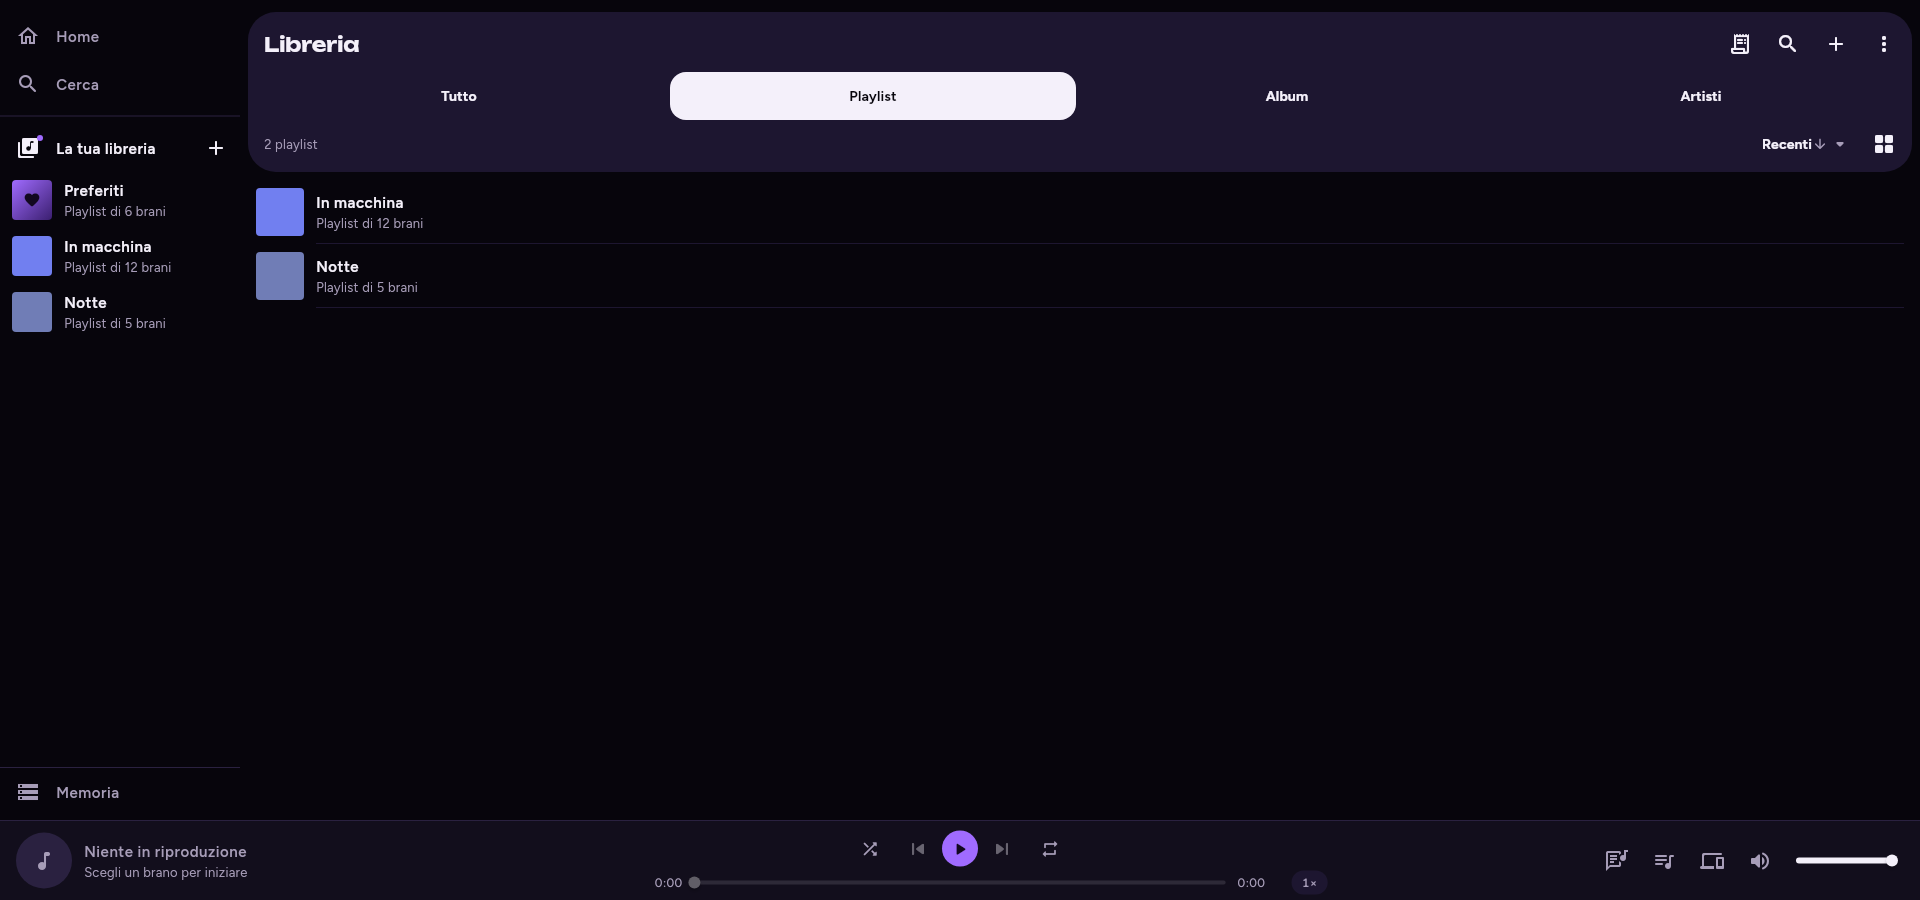 Home
Cerca
La tua libreria
Preferiti
Playlist di 6 brani
In macchina
Playlist di 12 brani
Notte
Playlist di 5 brani
Memoria
Libreria
Tutto
Playlist
Album
Artisti
2 playlist
Recenti
In macchina
Playlist di 12 brani
Notte
Playlist di 5 brani
Niente in riproduzione
Scegli un brano per iniziare
0:00
0:00
1×